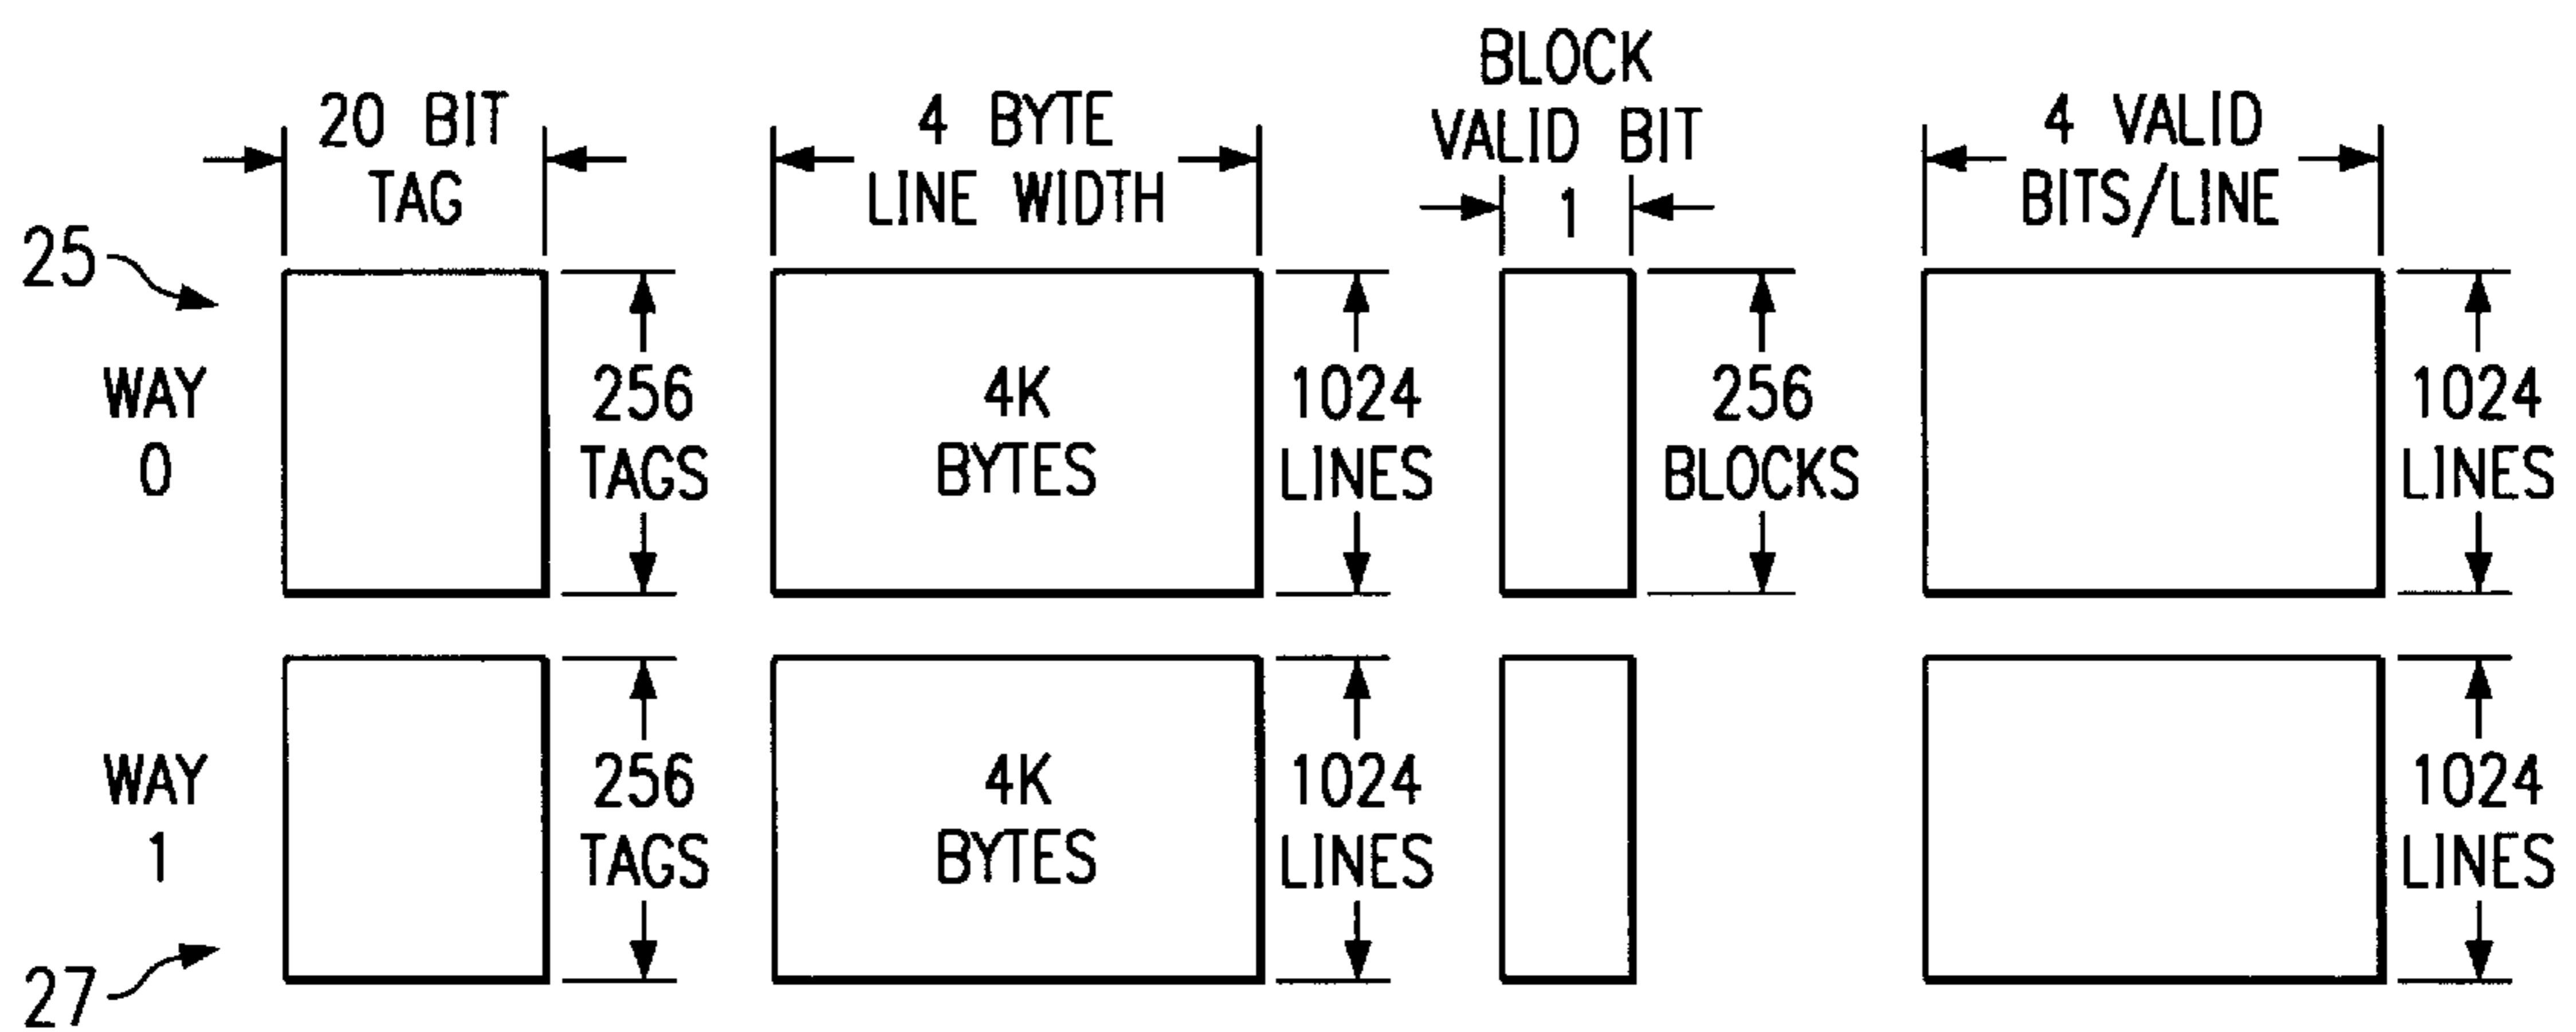 20 BIT
TAG
4 BYTE
LINE WIDTH
BLOCK
VALID BIT
1
4 VALID
BITS/LINE
25
WAY
0
256
TAGS
4K
BYTES
1024
LINES
256
BLOCKS
1024
LINES
WAY
1
256
TAGS
4K
BYTES
1024
LINES
1024
LINES
27